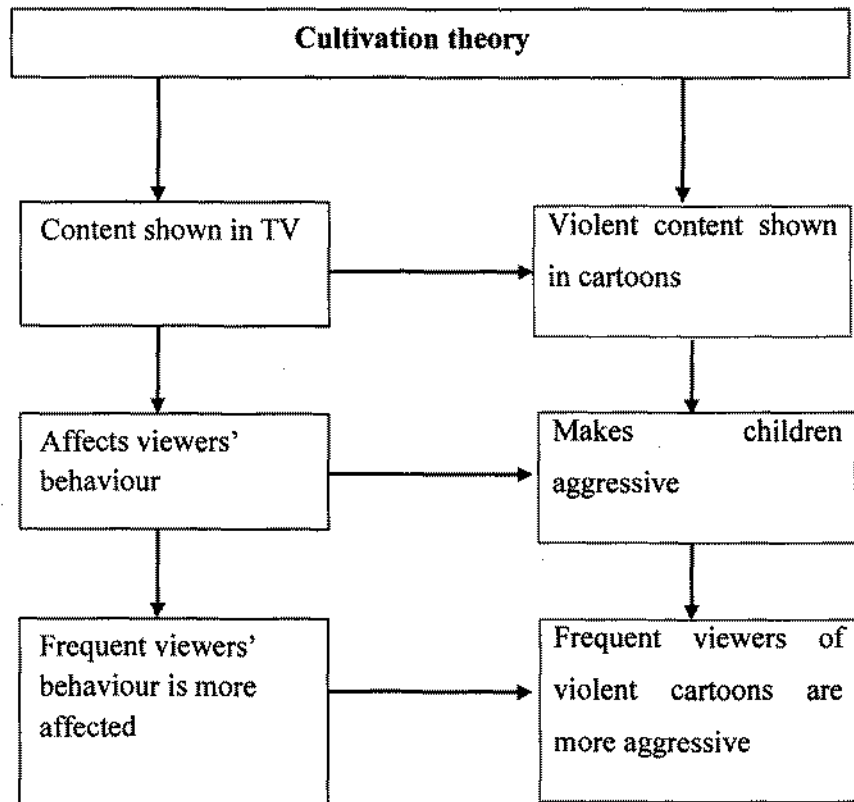 Cultivation theory
Content shown in TV
Violent content shown
in cartoons
Affects viewers'
behaviour
Makes children
aggressive
Frequent viewers'
behaviour is more
affected
Frequent viewers of
violent cartoons are
more aggressive